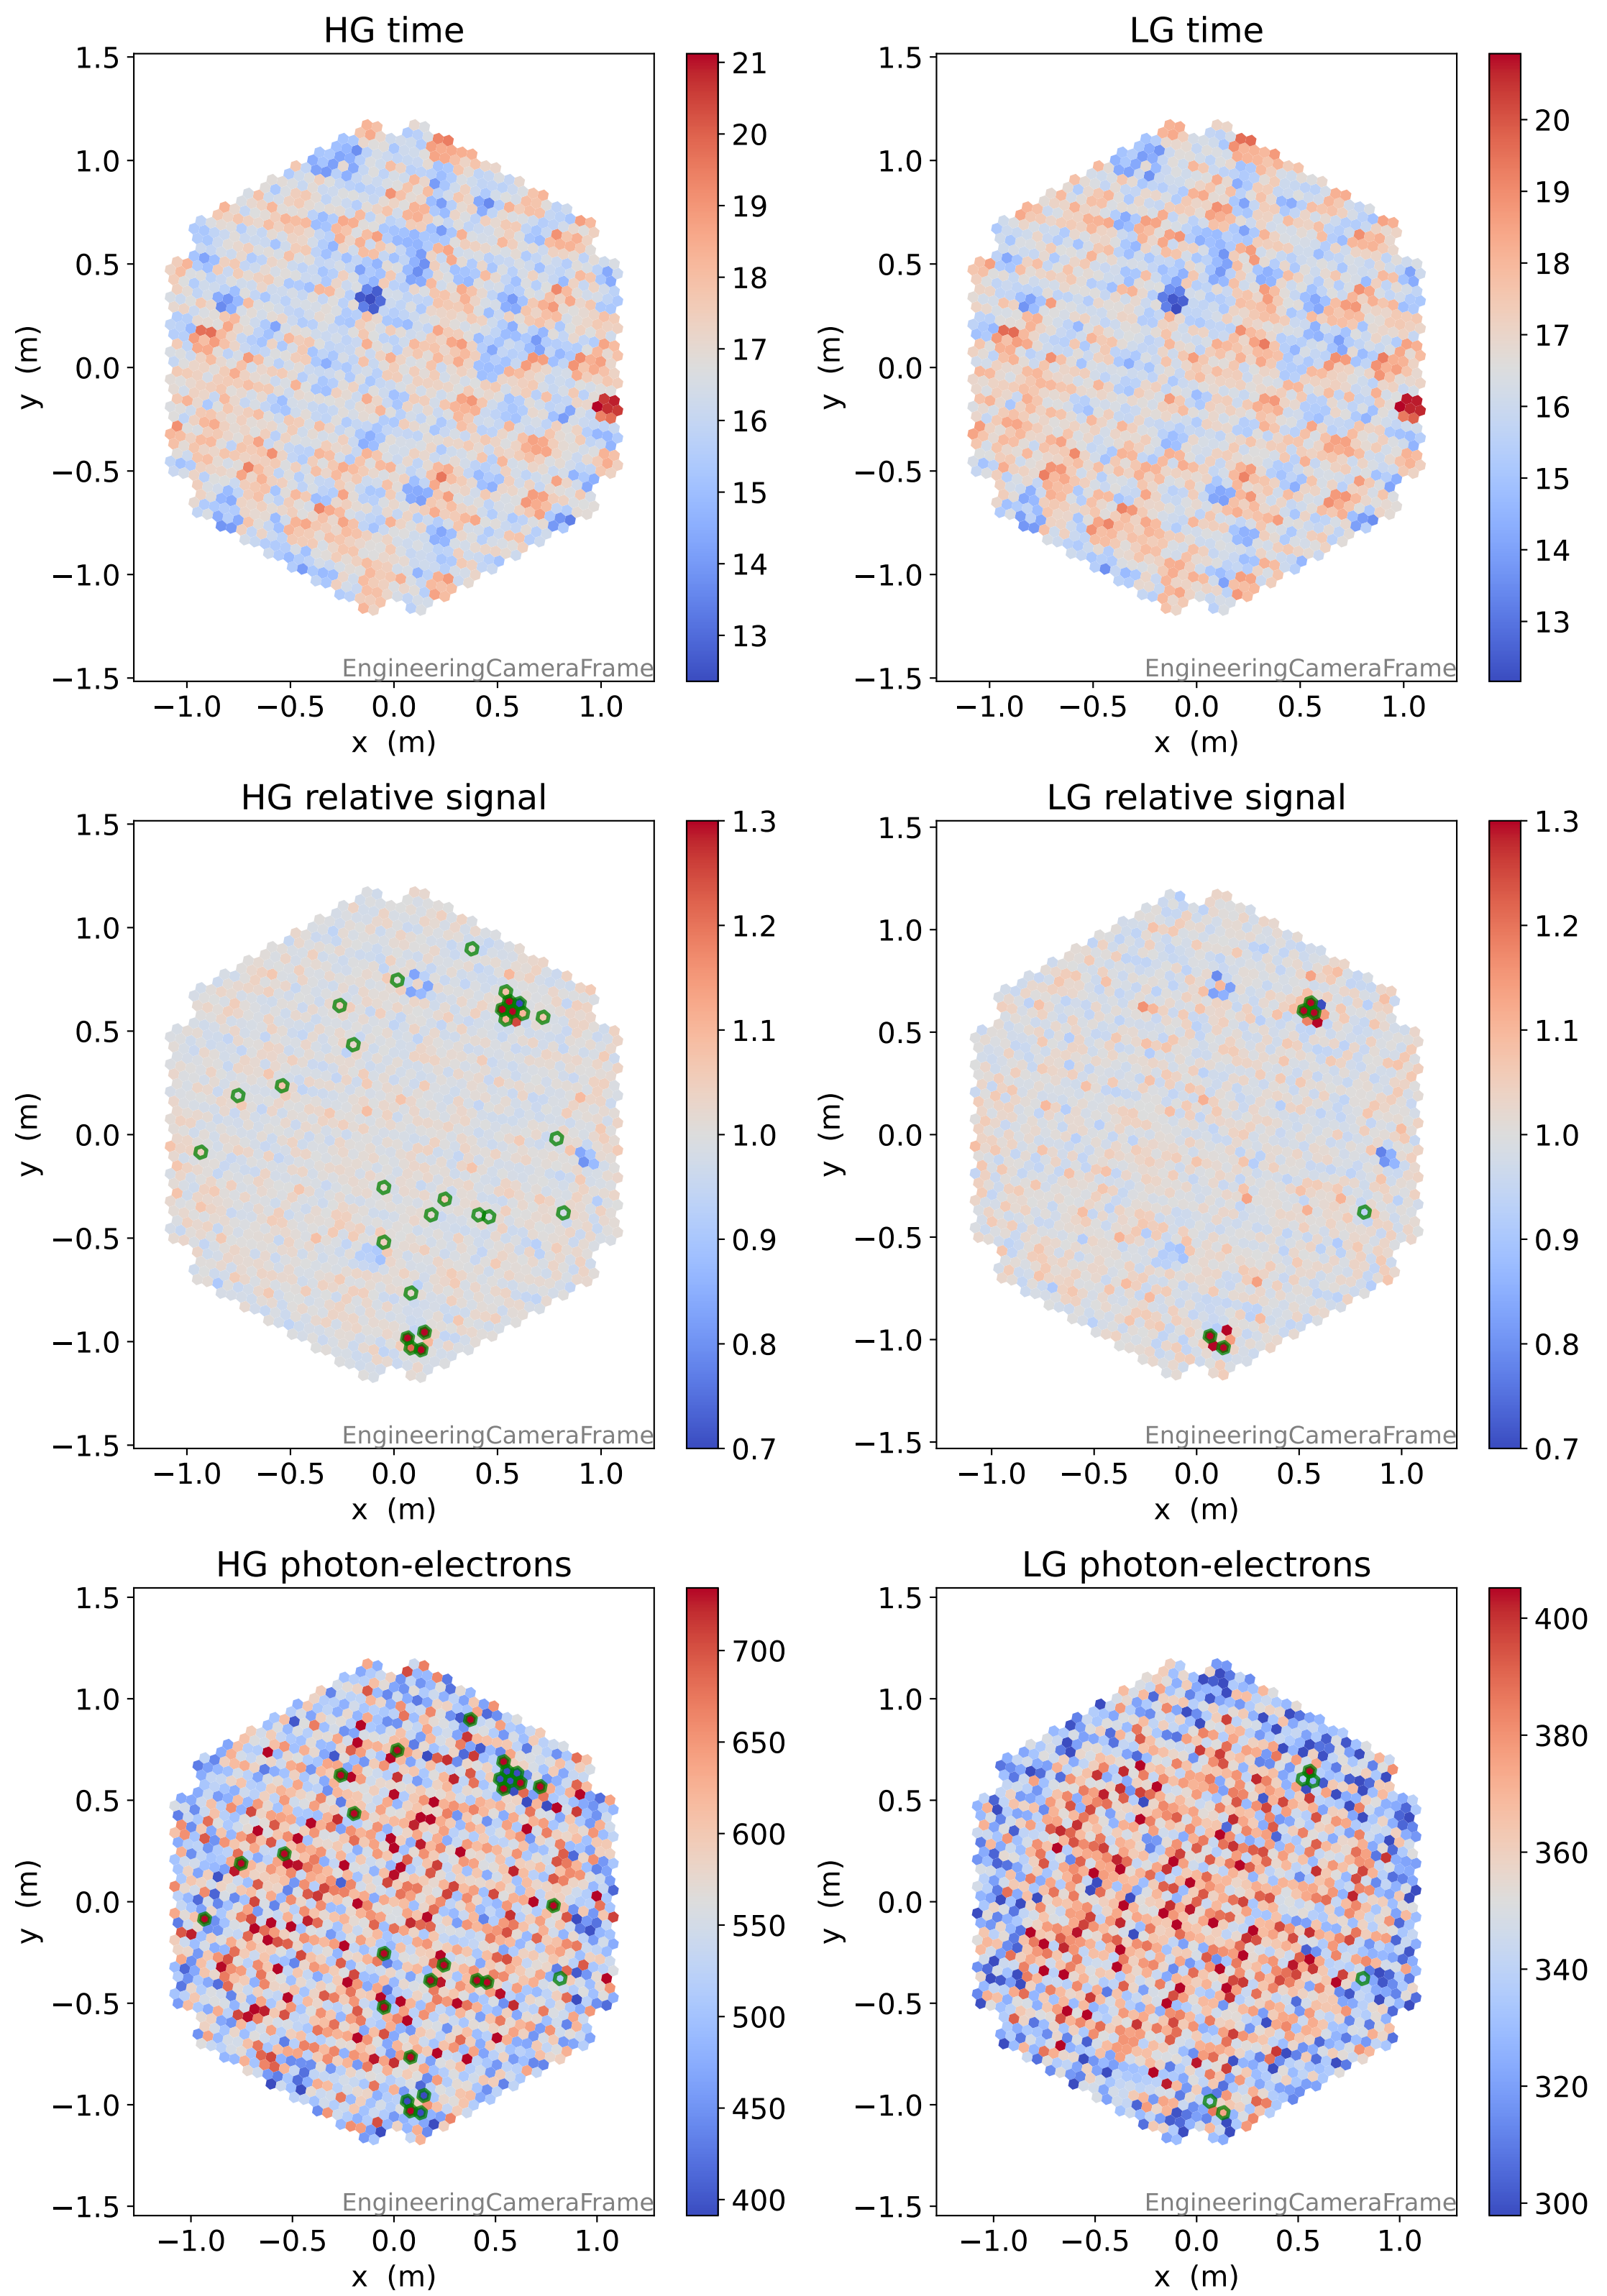 HG time
1.5
1.0
0.5
0.0
−0.5
−1.0
−1.5
y (m)
−1.0 −0.5 0.0 0.5 1.0
x (m)
EngineeringCameraFrame
21
20
19
18
17
16
15
14
13
LG time
1.5
1.0
0.5
0.0
−0.5
−1.0
−1.5
y (m)
−1.0 −0.5 0.0 0.5 1.0
x (m)
EngineeringCameraFrame
20
19
18
17
16
15
14
13
HG relative signal
1.5
1.0
0.5
0.0
−0.5
−1.0
−1.5
y (m)
−1.0 −0.5 0.0 0.5 1.0
x (m)
EngineeringCameraFrame
1.3
1.2
1.1
1.0
0.9
0.8
0.7
LG relative signal
1.5
1.0
0.5
0.0
−0.5
−1.0
−1.5
y (m)
−1.0 −0.5 0.0 0.5 1.0
x (m)
EngineeringCameraFrame
1.3
1.2
1.1
1.0
0.9
0.8
0.7
HG photon-electrons
1.5
1.0
0.5
0.0
−0.5
−1.0
−1.5
y (m)
−1.0 −0.5 0.0 0.5 1.0
x (m)
EngineeringCameraFrame
700
650
600
550
500
450
400
LG photon-electrons
1.5
1.0
0.5
0.0
−0.5
−1.0
−1.5
y (m)
−1.0 −0.5 0.0 0.5 1.0
x (m)
EngineeringCameraFrame
400
380
360
340
320
300